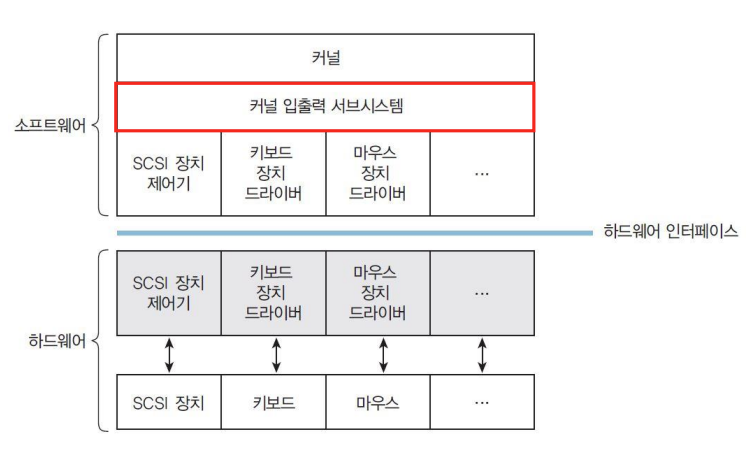 커널
커널 입출력 서브시스템
소프트웨어
SCSI 장치
제어기
키보드
장치
드라이버
마우스
장치
드라이버
...
하드웨어 인터페이스
SCSI 장치
제어기
키보드
장치
드라이버
마우스
장치
드라이버
...
하드웨어
SCSI 장치
키보드
마우스
...